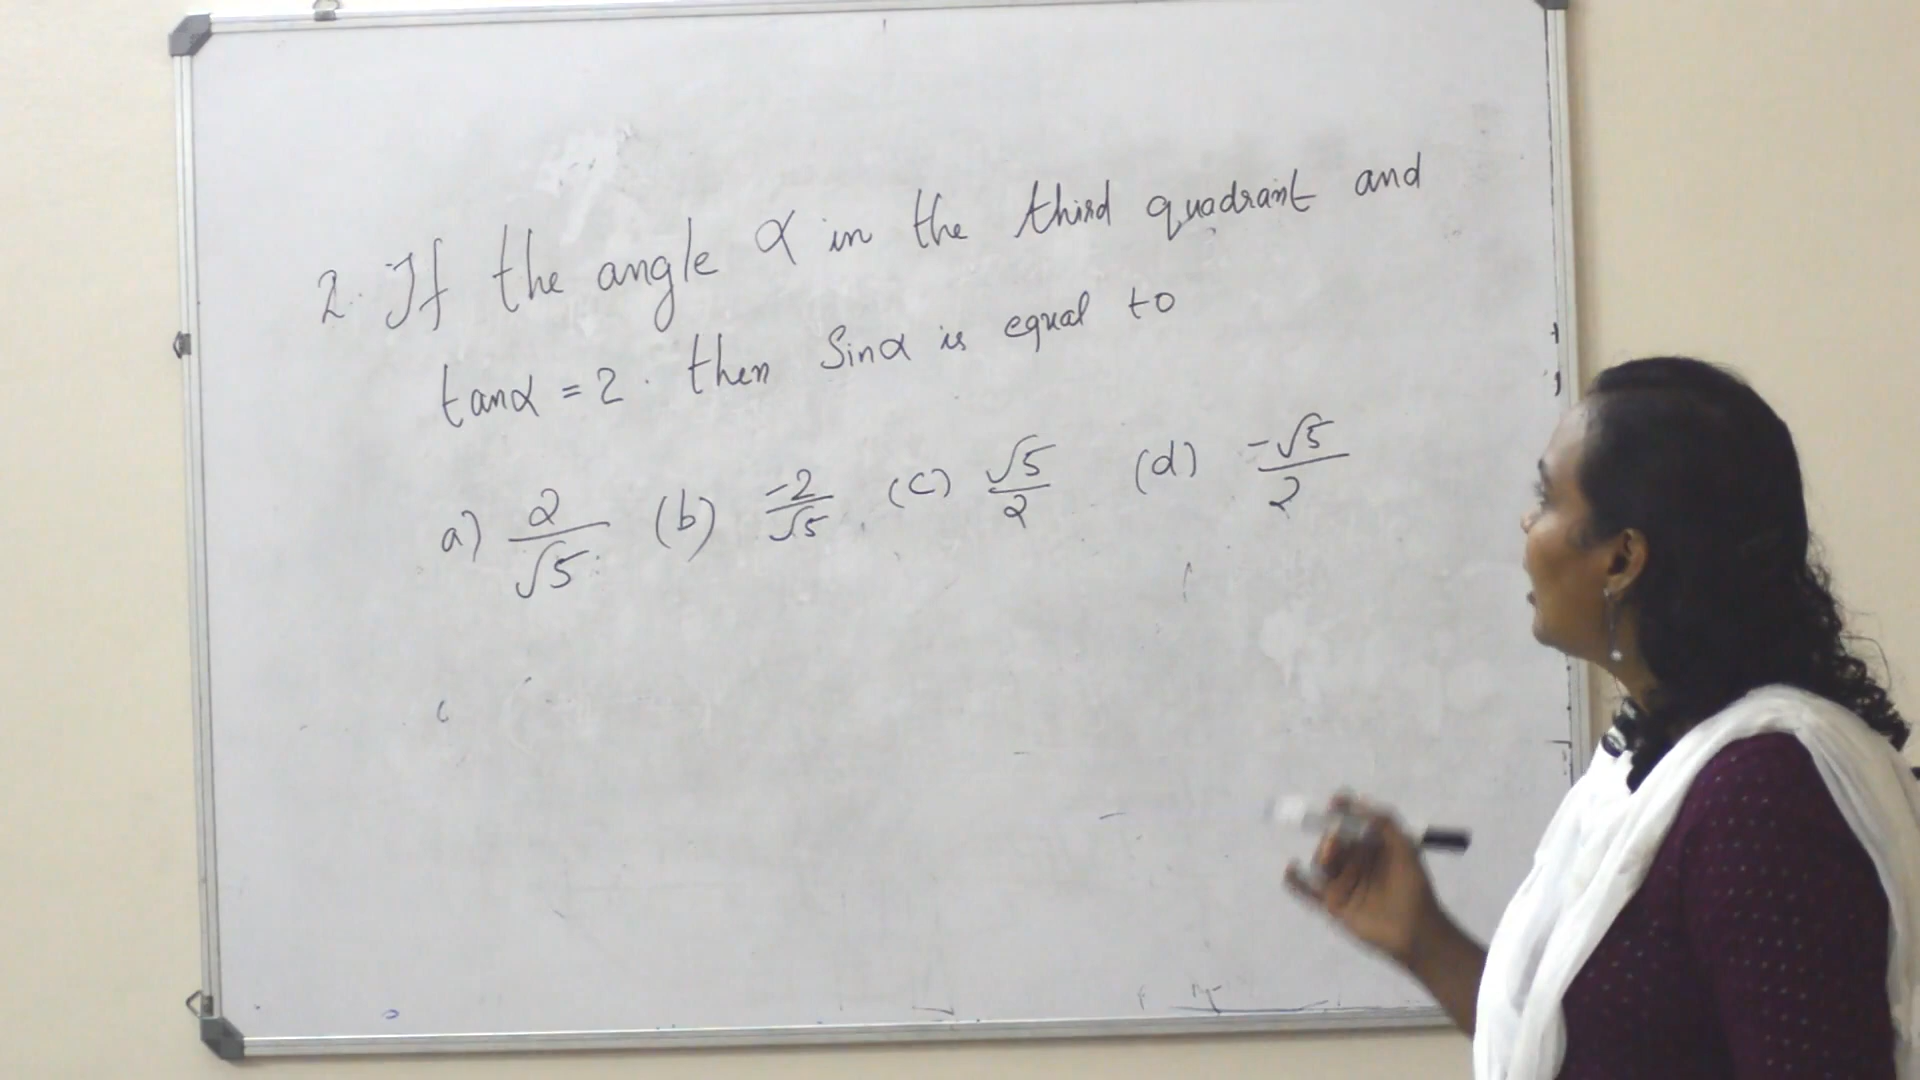 2. If the angle α in the third quadrant and
tanα = 2. then Sinα is equal to
a) 2/√5 (b) -2/√5 (c) √5/2 (d) -√5/2